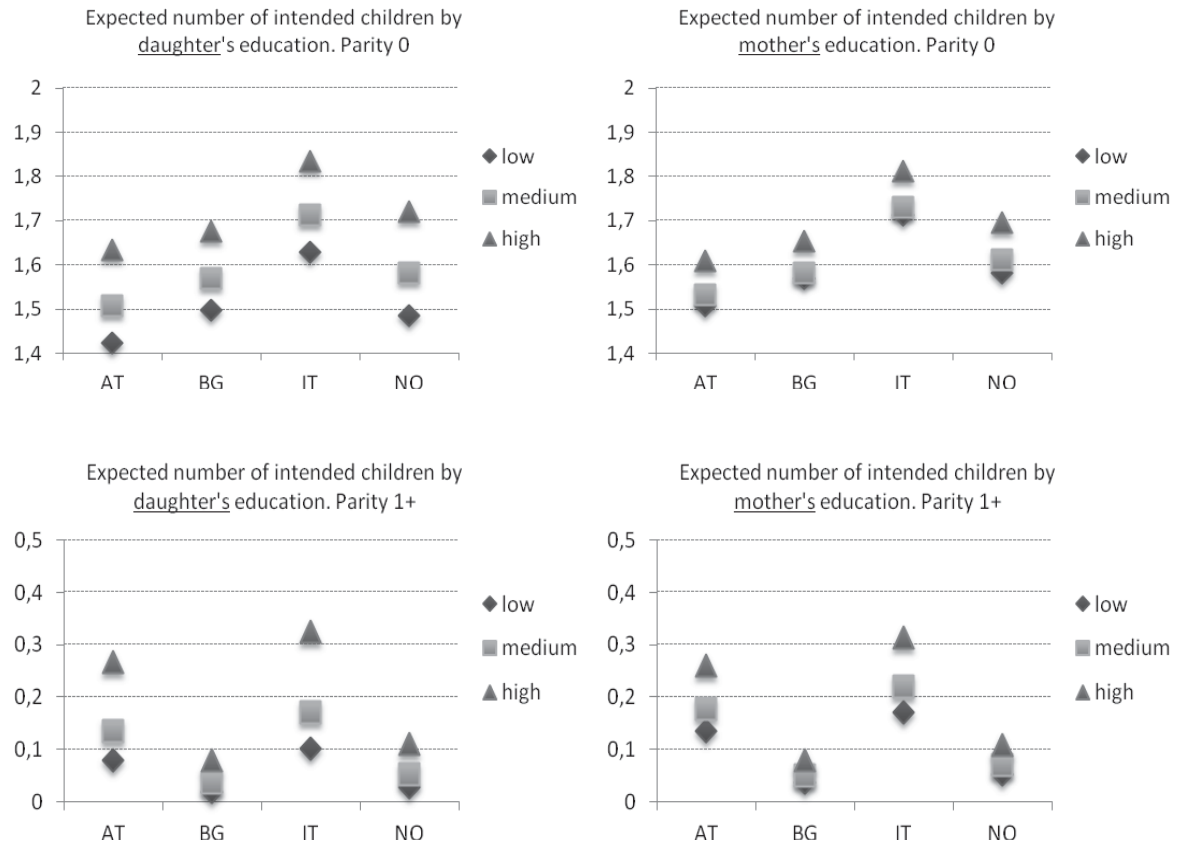 Expected number of intended children by
daughter's education. Parity 0
2
1,9
1,8
1,7
1,6
1,5
1,4
AT BG IT NO
low
medium
high
Expected number of intended children by
mother's education. Parity 0
2
1,9
1,8
1,7
1,6
1,5
1,4
AT BG IT NO
low
medium
high
Expected number of intended children by
daughter's education. Parity 1+
0,5
0,4
0,3
0,2
0,1
0
AT BG IT NO
low
medium
high
Expected number of intended children by
mother's education. Parity 1+
0,5
0,4
0,3
0,2
0,1
0
AT BG IT NO
low
medium
high